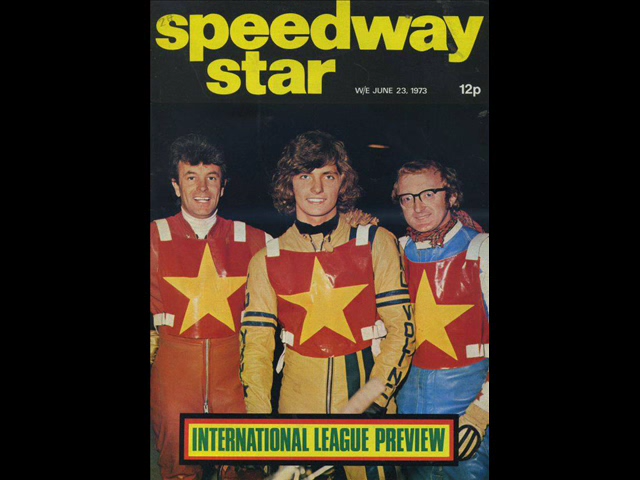 speedway
star
W/E JUNE 23, 1973
12p
INTERNATIONAL LEAGUE PREVIEW